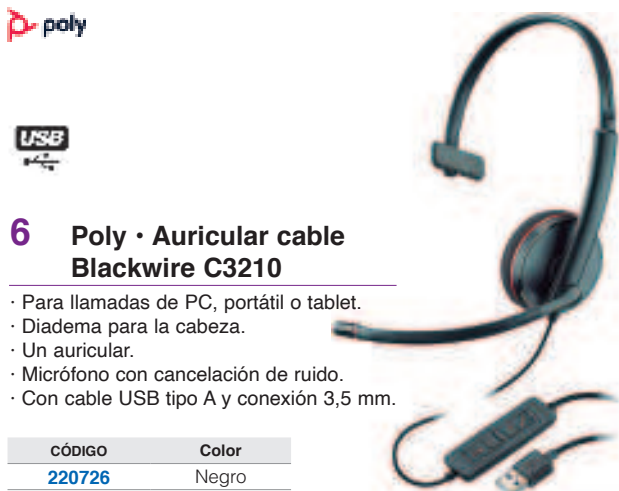 poly
USB
6 Poly · Auricular cable
Blackwire C3210
· Para llamadas de PC, portátil o tablet.
· Diadema para la cabeza.
· Un auricular.
· Micrófono con cancelación de ruido.
· Con cable USB tipo A y conexión 3,5 mm.
CÓDIGO Color
220726 Negro